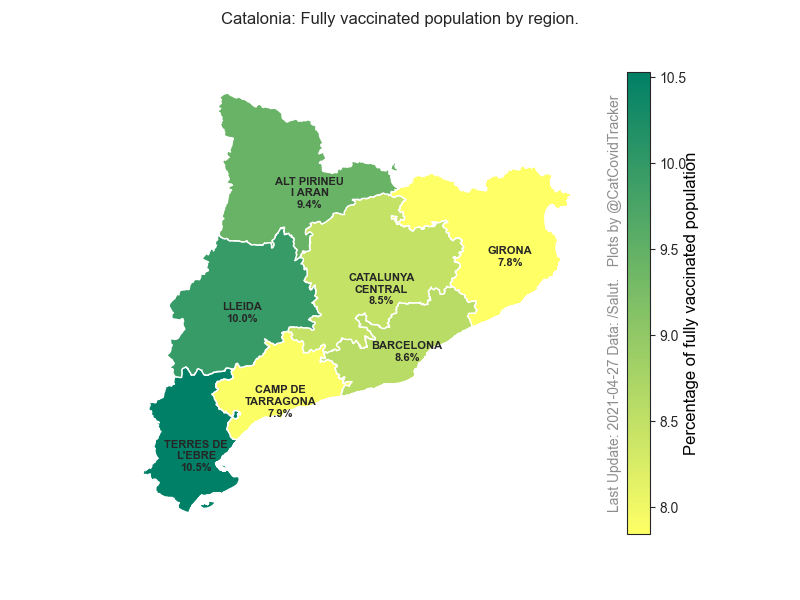 Catalonia: Fully vaccinated population by region.
ALT PIRINEU
I ARAN
9.4%
GIRONA
7.8%
CATALUNYA
CENTRAL
8.5%
LLEIDA
10.0%
BARCELONA
8.6%
CAMP DE
TARRAGONA
7.9%
TERRES DE
L'EBRE
10.5%
Last Update: 2021-04-27 Data: /Salut. Plots by @CatCovidTracker
10.5
10.0
9.5
9.0
8.5
8.0
Percentage of fully vaccinated population